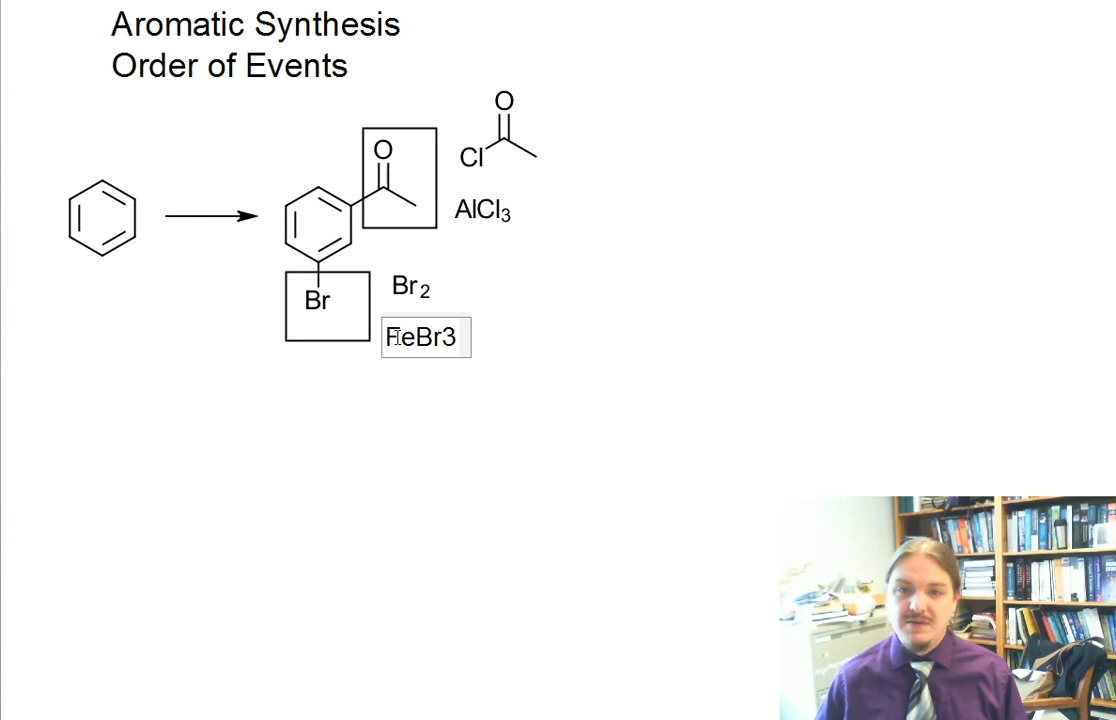 Aromatic Synthesis
Order of Events
O
Cl
O
AlCl3
Br
Br2
FeBr3